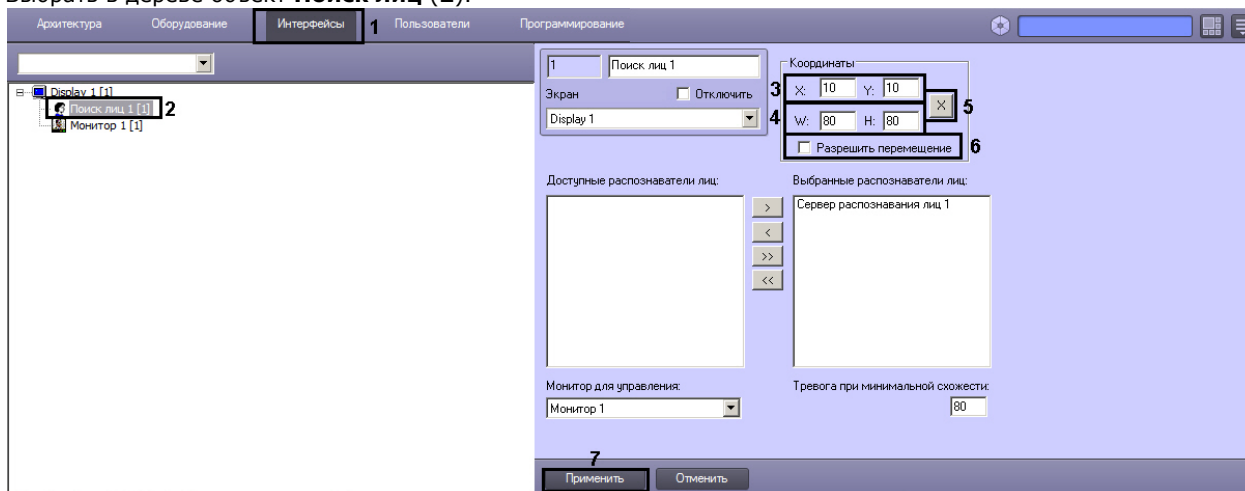 Выбрать в дереве объект Поиск лиц (2).
Архитектура Оборудование Интерфейсы 1 Пользователи Программирование
1 Поиск лиц 1
Экран Отключить
Display 1
Координаты
3 X: 10 Y: 10
4 W: 80 H: 80
X 5
Разрешить перемещение 6
Display 1 [1]
Поиск лиц 1 [1] 2
Монитор 1 [1]
Доступные распознаватели лиц:
Выбранные распознаватели лиц:
Сервер распознавания лиц 1
>
<
>>
<<
Монитор для управления:
Монитор 1
Тревога при минимальной схожести:
80
7
Применить Отменить